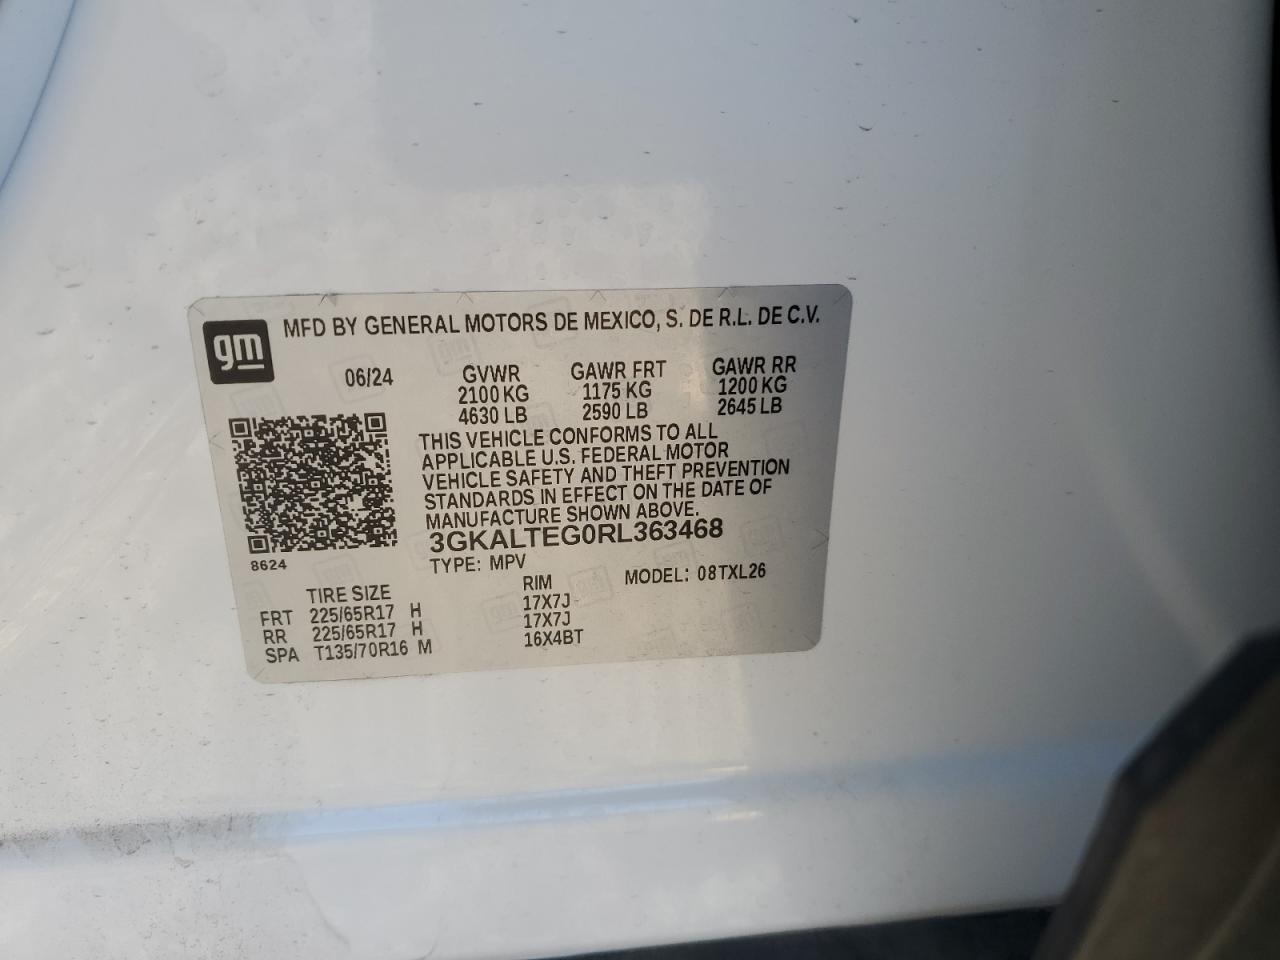 gm
MFD BY GENERAL MOTORS DE MEXICO, S. DE R.L. DE C.V.
06/24 GVWR GAWR FRT GAWR RR
2100 KG 1175 KG 1200 KG
4630 LB 2590 LB 2645 LB
THIS VEHICLE CONFORMS TO ALL
APPLICABLE U.S. FEDERAL MOTOR
VEHICLE SAFETY AND THEFT PREVENTION
STANDARDS IN EFFECT ON THE DATE OF
MANUFACTURE SHOWN ABOVE.
3GKALTEG0RL363468
8624
TYPE: MPV MODEL: 08TXL26
TIRE SIZE RIM
FRT 225/65R17 H 17X7J
RR 225/65R17 H 17X7J
SPA T135/70R16 M 16X4BT